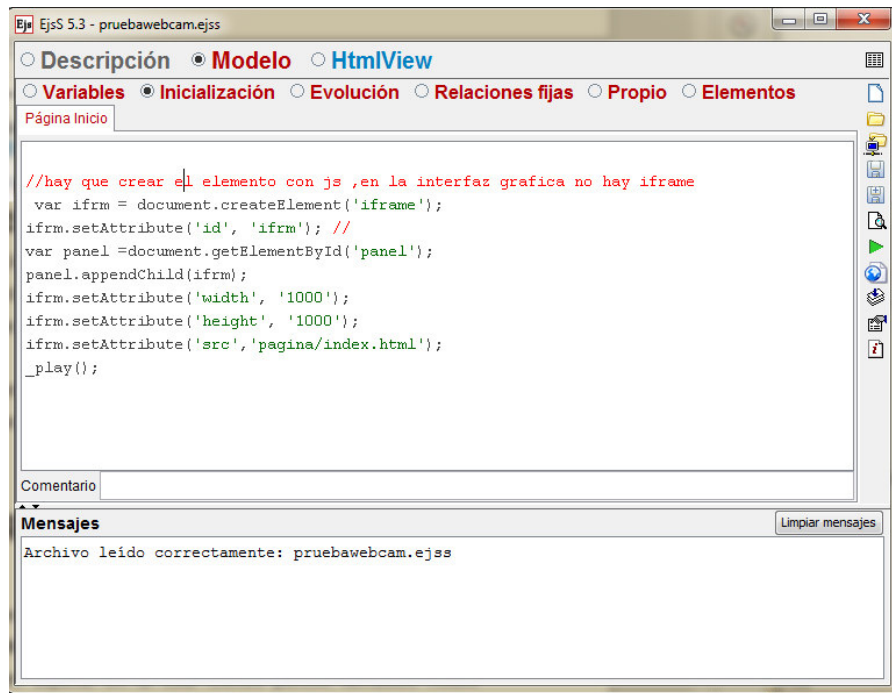 Ejs EjsS 5.3 - pruebawebcam.ejss
Descripción Modelo HtmlView
Variables Inicialización Evolución Relaciones fijas Propio Elementos
Página Inicio
//hay que crear el elemento con js ,en la interfaz grafica no hay iframe
var ifrm = document.createElement('iframe');
ifrm.setAttribute('id', 'ifrm'); //
var panel =document.getElementById('panel');
panel.appendChild(ifrm);
ifrm.setAttribute('width', '1000');
ifrm.setAttribute('height', '1000');
ifrm.setAttribute('src','pagina/index.html');
_play();
Comentario
Mensajes Limpiar mensajes
Archivo leído correctamente: pruebawebcam.ejss